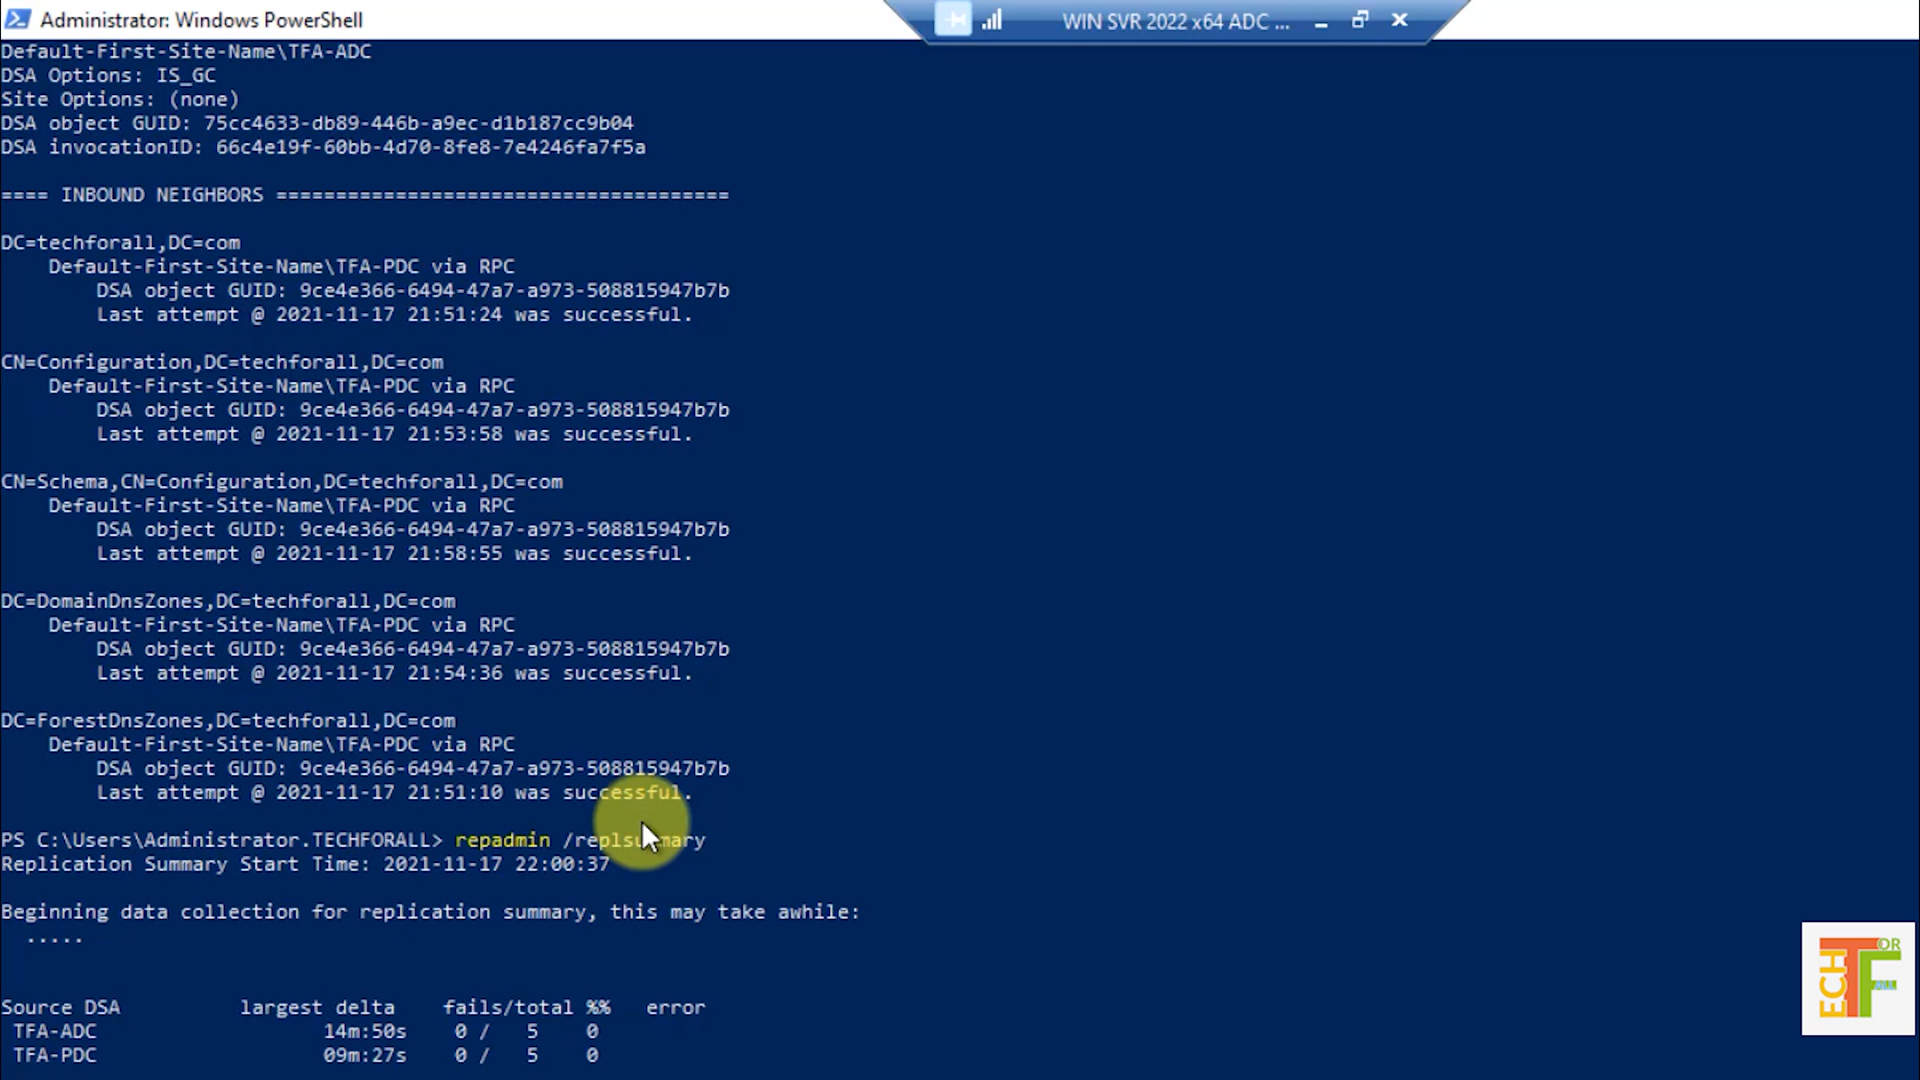 Administrator: Windows PowerShell
WIN SVR 2022 x64 ADC ...
Default-First-Site-Name\TFA-ADC
DSA Options: IS_GC
Site Options: (none)
DSA object GUID: 75cc4633-db89-446b-a9ec-d1b187cc9b04
DSA invocationID: 66c4e19f-60bb-4d70-8fe8-7e4246fa7f5a
==== INBOUND NEIGHBORS ======================================
DC=techforall,DC=com
Default-First-Site-Name\TFA-PDC via RPC
DSA object GUID: 9ce4e366-6494-47a7-a973-508815947b7b
Last attempt @ 2021-11-17 21:51:24 was successful.
CN=Configuration,DC=techforall,DC=com
Default-First-Site-Name\TFA-PDC via RPC
DSA object GUID: 9ce4e366-6494-47a7-a973-508815947b7b
Last attempt @ 2021-11-17 21:53:58 was successful.
CN=Schema,CN=Configuration,DC=techforall,DC=com
Default-First-Site-Name\TFA-PDC via RPC
DSA object GUID: 9ce4e366-6494-47a7-a973-508815947b7b
Last attempt @ 2021-11-17 21:58:55 was successful.
DC=DomainDnsZones,DC=techforall,DC=com
Default-First-Site-Name\TFA-PDC via RPC
DSA object GUID: 9ce4e366-6494-47a7-a973-508815947b7b
Last attempt @ 2021-11-17 21:54:36 was successful.
DC=ForestDnsZones,DC=techforall,DC=com
Default-First-Site-Name\TFA-PDC via RPC
DSA object GUID: 9ce4e366-6494-47a7-a973-508815947b7b
Last attempt @ 2021-11-17 21:51:10 was successful.
PS C:\Users\Administrator.TECHFORALL> repadmin /replsummary
Replication Summary Start Time: 2021-11-17 22:00:37
Beginning data collection for replication summary, this may take awhile:
.....
Source DSA largest delta fails/total %% error
TFA-ADC 14m:50s 0 / 5 0
TFA-PDC 09m:27s 0 / 5 0
TECH FOR ALL